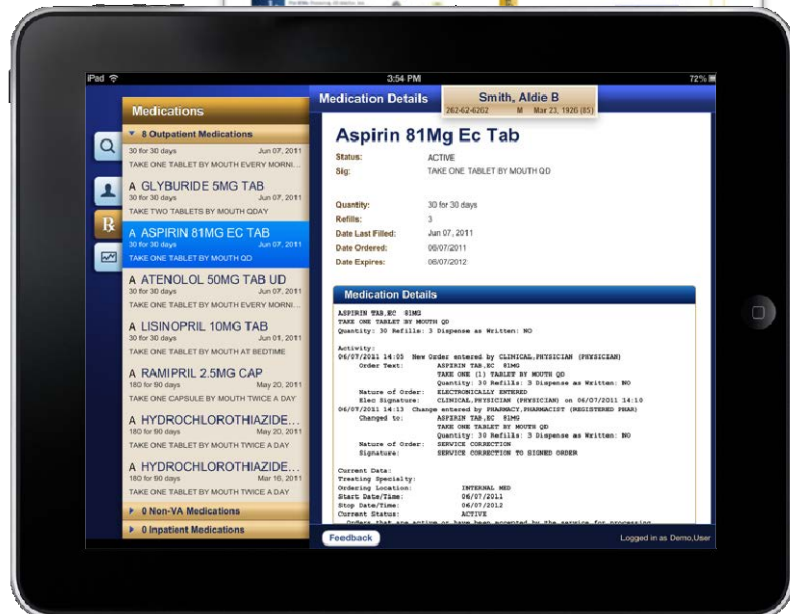 iPad
3:54 PM
72%
Medications
8 Outpatient Medications
30 for 30 days Jun 07, 2011
TAKE ONE TABLET BY MOUTH EVERY MORNI...
A GLYBURIDE 5MG TAB
30 for 30 days Jun 07, 2011
TAKE TWO TABLETS BY MOUTH QDAY
A ASPIRIN 81MG EC TAB
30 for 30 days Jun 07, 2011
TAKE ONE TABLET BY MOUTH QD
A ATENOLOL 50MG TAB UD
30 for 30 days Jun 07, 2011
TAKE ONE TABLET BY MOUTH EVERY MORNI...
A LISINOPRIL 10MG TAB
30 for 30 days Jun 01, 2011
TAKE ONE TABLET BY MOUTH AT BEDTIME
A RAMIPRIL 2.5MG CAP
180 for 90 days May 20, 2011
TAKE ONE CAPSULE BY MOUTH TWICE A DAY
A HYDROCHLOROTHIAZIDE...
180 for 90 days May 20, 2011
TAKE ONE TABLET BY MOUTH TWICE A DAY
A HYDROCHLOROTHIAZIDE...
180 for 90 days Mar 16, 2011
TAKE ONE TABLET BY MOUTH TWICE A DAY
0 Non-VA Medications
0 Inpatient Medications
Medication Details
Smith, Aldie B
262-62-6262 M Mar 23, 1926 (85)
Aspirin 81Mg Ec Tab
Status: ACTIVE
Sig: TAKE ONE TABLET BY MOUTH QD
Quantity: 30 for 30 days
Refills: 3
Date Last Filled: Jun 07, 2011
Date Ordered: 06/07/2011
Date Expires: 06/07/2012
Medication Details
ASPIRIN TAB,EC 81MG
TAKE ONE TABLET BY MOUTH QD
Quantity: 30 Refills: 3 Dispense as Written: NO
Activity:
06/07/2011 14:05 New Order entered by CLINICAL,PHYSICIAN (PHYSICIAN)
Order Text: ASPIRIN TAB,EC 81MG
TAKE ONE (1) TABLET BY MOUTH QD
Quantity: 30 Refills: 3 Dispense as Written: NO
Nature of Order: ELECTRONICALLY ENTERED
Elec Signature: CLINICAL,PHYSICIAN (PHYSICIAN) on 06/07/2011 14:10
06/07/2011 14:13 Change entered by PHARMACY,PHARMACIST (REGISTERED PHAR)
Changed to: ASPIRIN TAB,EC 81MG
TAKE ONE TABLET BY MOUTH QD
Quantity: 30 Refills: 3 Dispense as Written: NO
Nature of Order: SERVICE CORRECTION
Signature: SERVICE CORRECTION TO SIGNED ORDER
Current Data:
Treating Specialty:
Ordering Location: INTERNAL MED
Start Date/Time: 06/07/2011
Stop Date/Time: 06/07/2012
Current Status: ACTIVE
Orders that are active or have been accepted by the service for processing
Feedback
Logged in as Demo,User